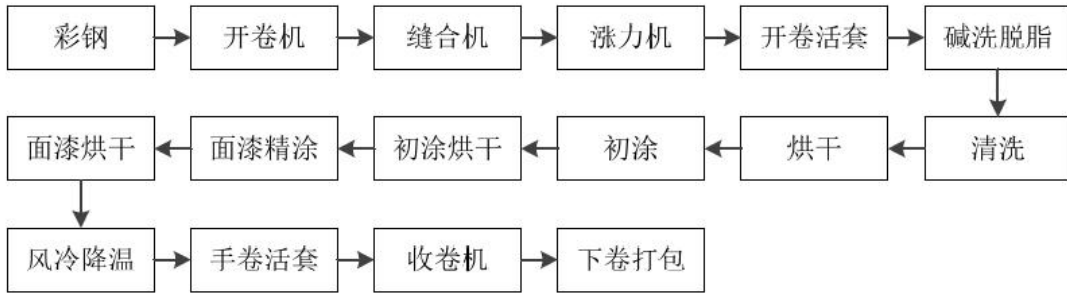 彩钢 开卷机 缝合机 涨力机 开卷活套 碱洗脱脂
面漆烘干 面漆精涂 初涂烘干 初涂 烘干 清洗
风冷降温 手卷活套 收卷机 下卷打包